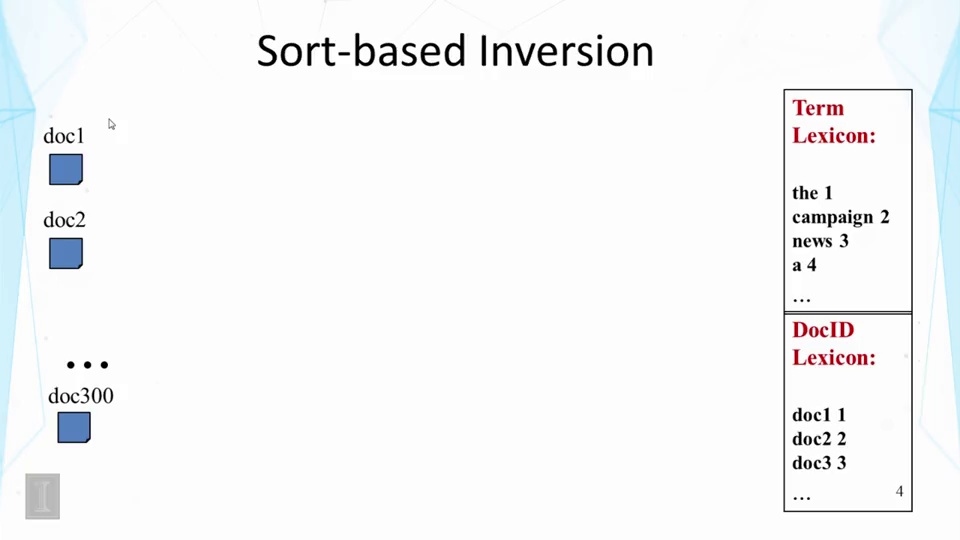 Sort-based Inversion
doc1
doc2
...
doc300
Term
Lexicon:
the 1
campaign 2
news 3
a 4
...
DocID
Lexicon:
doc1 1
doc2 2
doc3 3
...
4
I